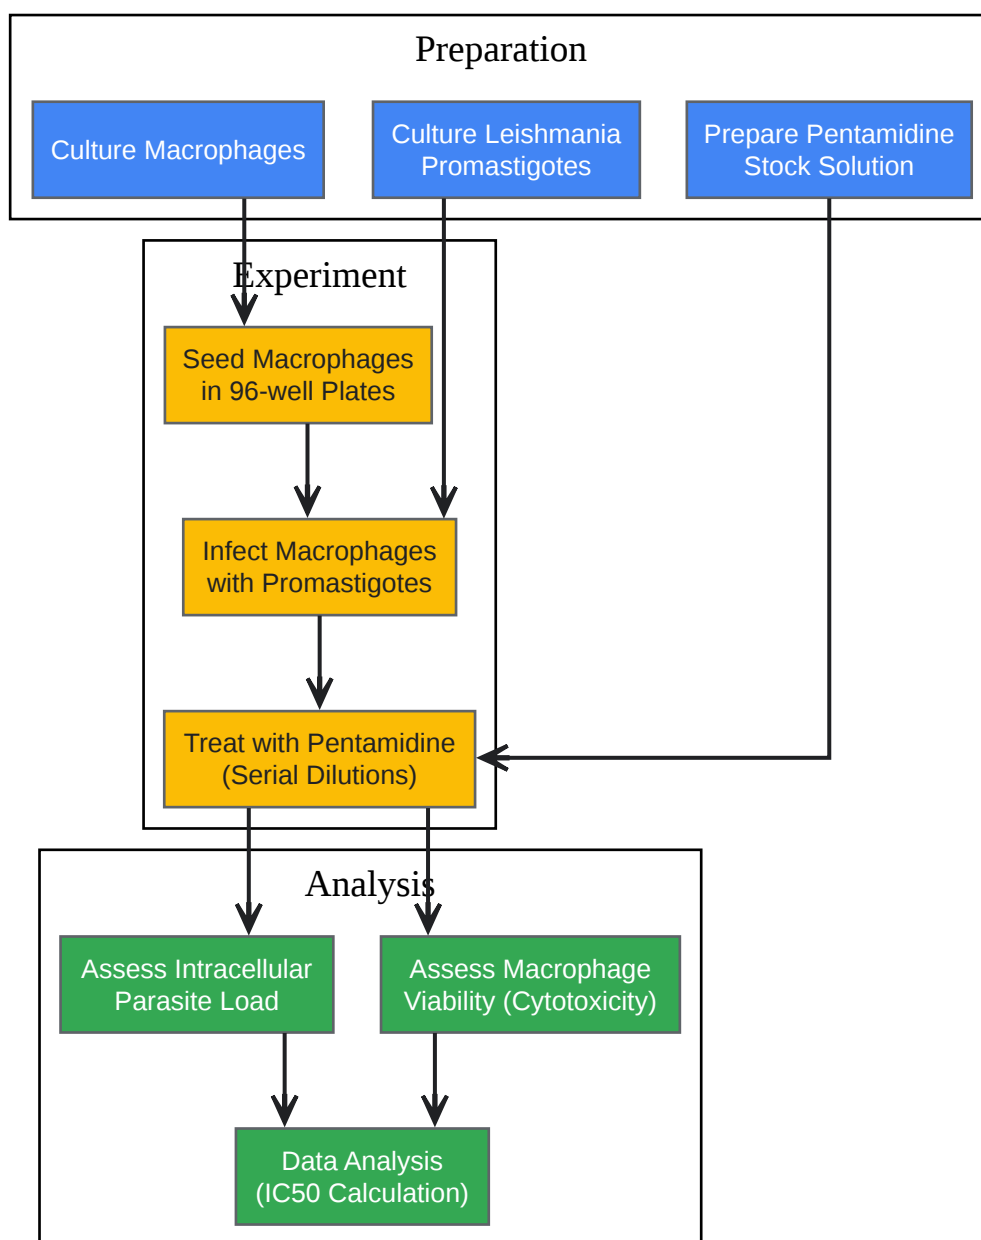 Preparation
Culture Macrophages
Culture Leishmania
Promastigotes
Prepare Pentamidine
Stock Solution
Experiment
Seed Macrophages
in 96-well Plates
Infect Macrophages
with Promastigotes
Treat with Pentamidine
(Serial Dilutions)
Analysis
Assess Intracellular
Parasite Load
Assess Macrophage
Viability (Cytotoxicity)
Data Analysis
(IC50 Calculation)